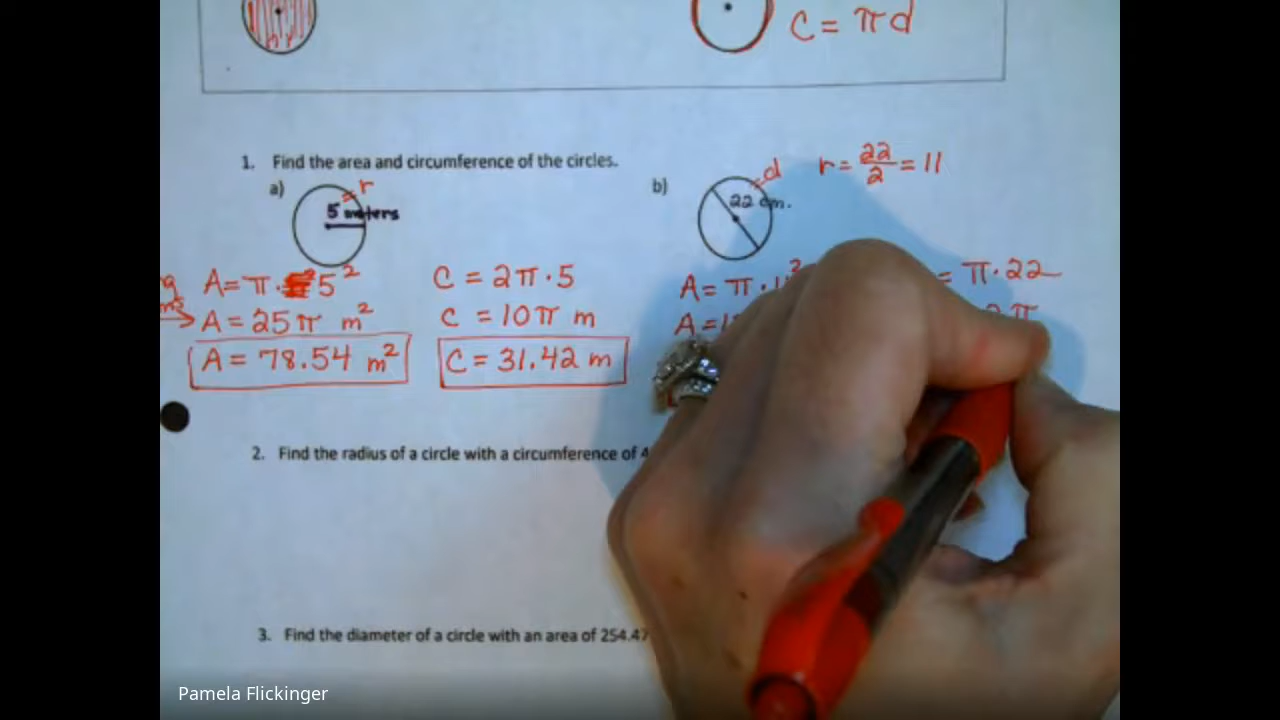 C = πd
1. Find the area and circumference of the circles.
a)
r
5 meters
A = π · 5²
A = 25π m²
A = 78.54 m²
C = 2π · 5
C = 10π m
C = 31.42 m
b)
d
22 cm.
r = 22/2 = 11
A = π ·
A =
= π · 22
2. Find the radius of a circle with a circumference of
3. Find the diameter of a circle with an area of 254.47
Pamela Flickinger